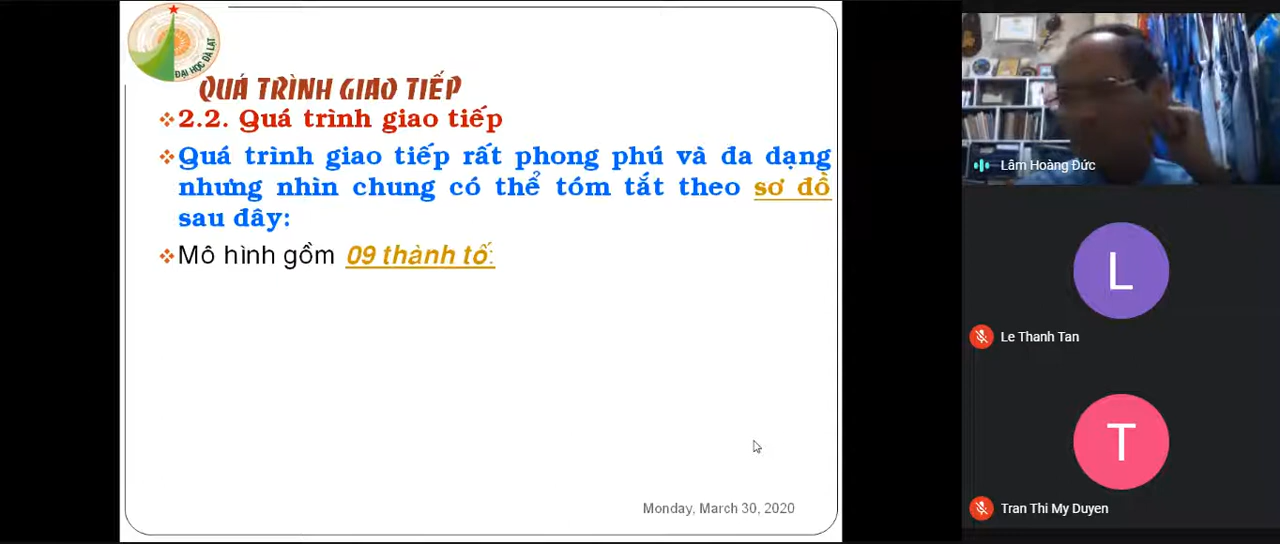 ĐẠI HỌC ĐÀ LẠT
QUÁ TRÌNH GIAO TIẾP
2.2. Quá trình giao tiếp
Quá trình giao tiếp rất phong phú và đa dạng
nhưng nhìn chung có thể tóm tắt theo sơ đồ
sau đây:
Mô hình gồm 09 thành tố:
Monday, March 30, 2020
Lâm Hoàng Đức
L
Le Thanh Tan
T
Tran Thi My Duyen